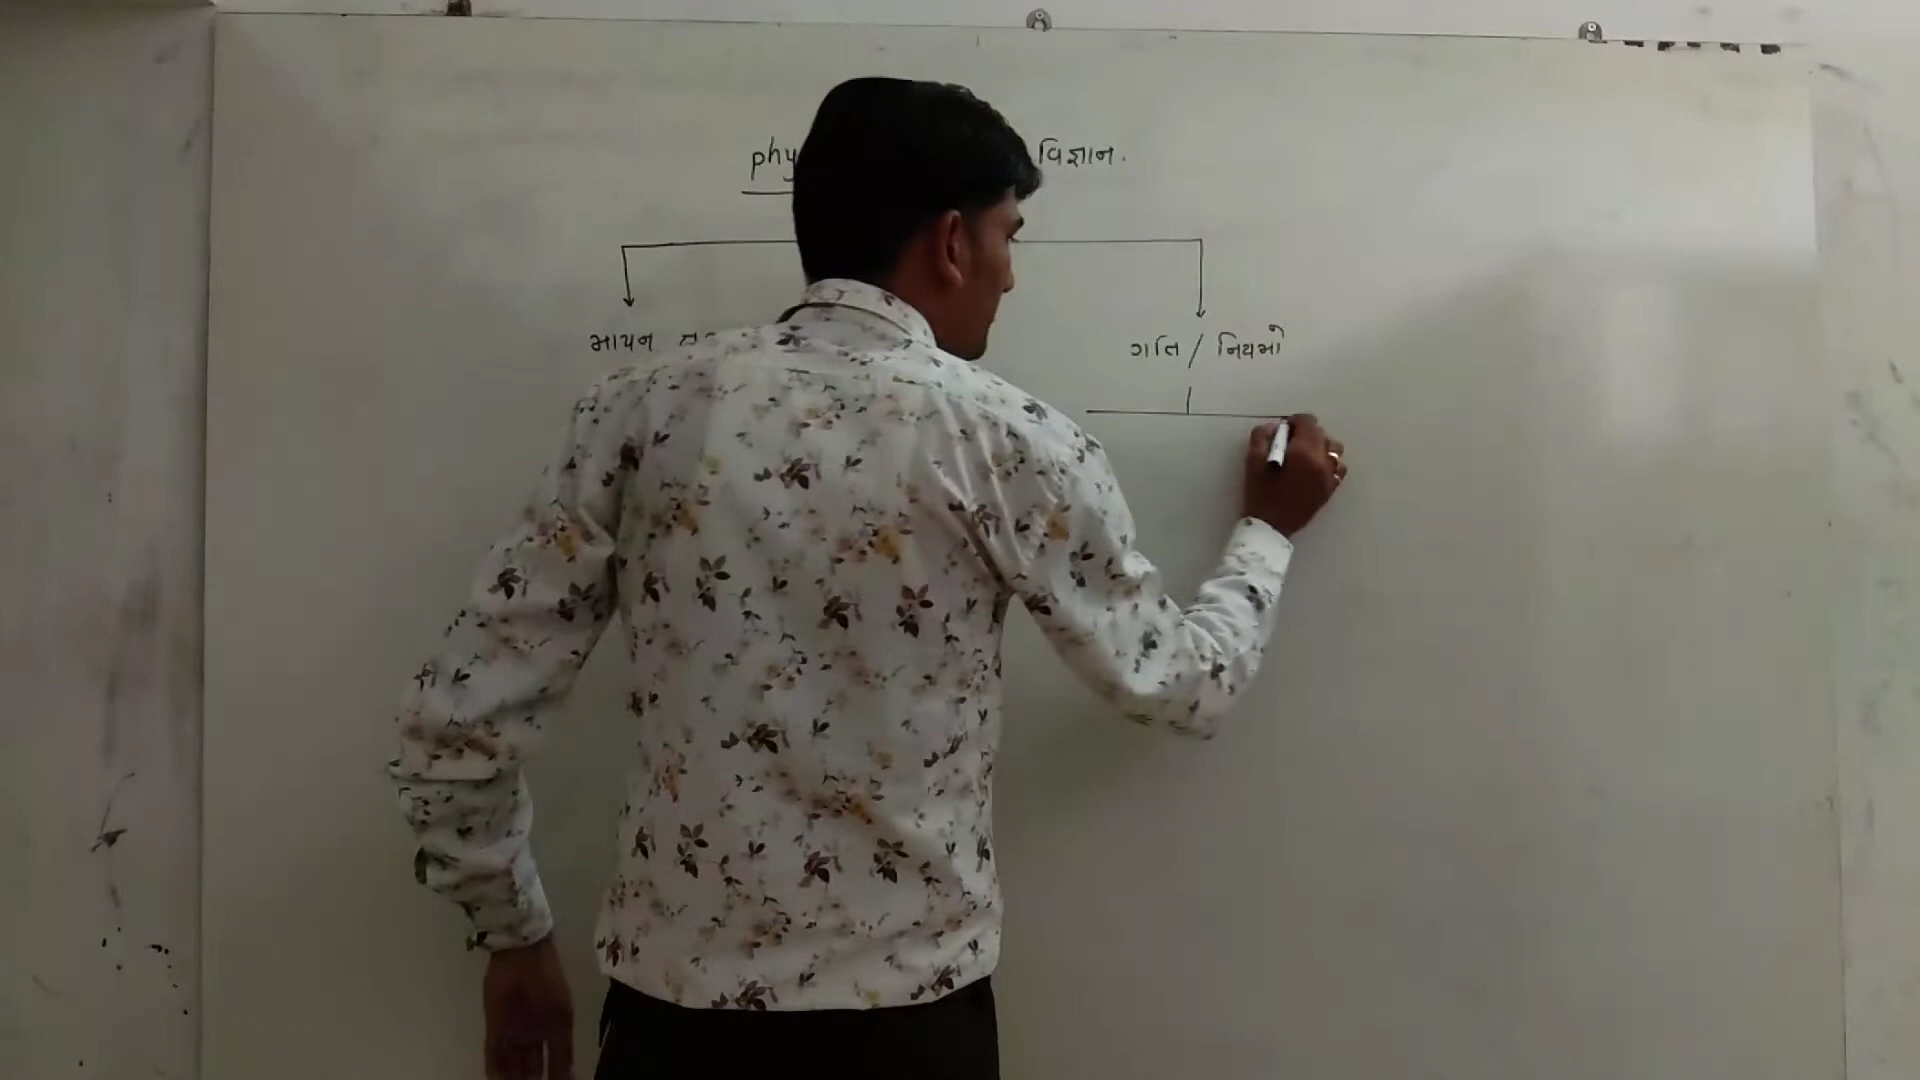 phy વિજ્ઞાન.
માપન
ગતિ / નિયમો